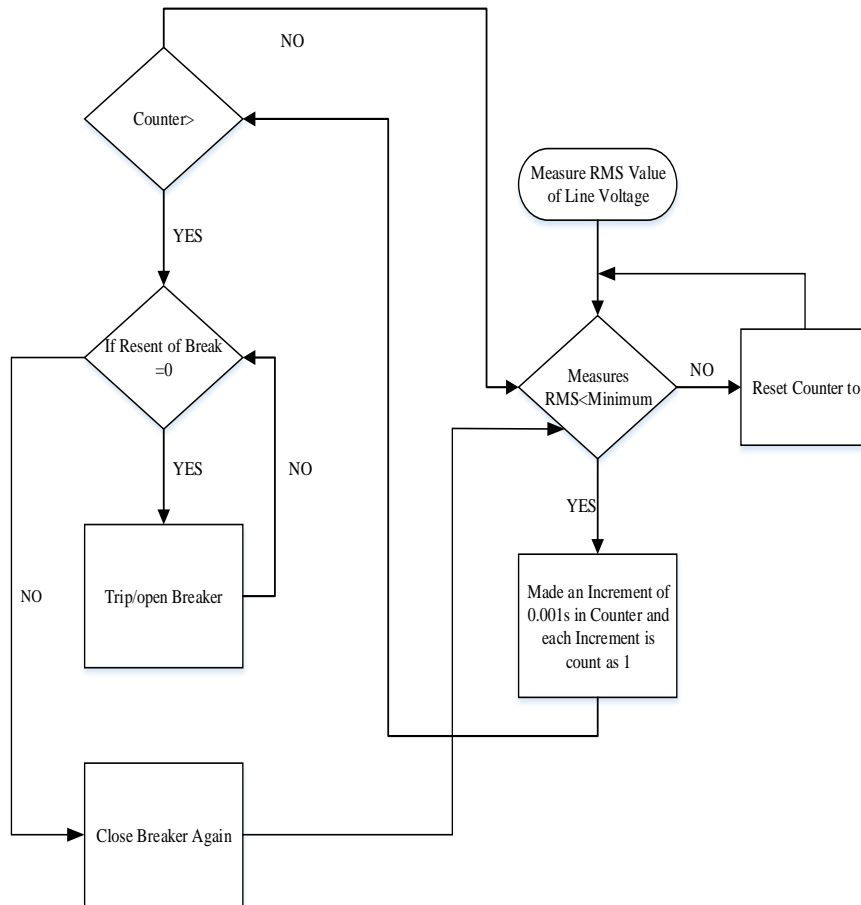 NO
Counter>
Measure RMS Value
of Line Voltage
YES
If Resent of Break
=0
Measures
RMS<Minimum
NO
Reset Counter to
YES
NO
YES
NO
Trip/open Breaker
Made an Increment of
0.001s in Counter and
each Increment is
count as 1
Close Breaker Again